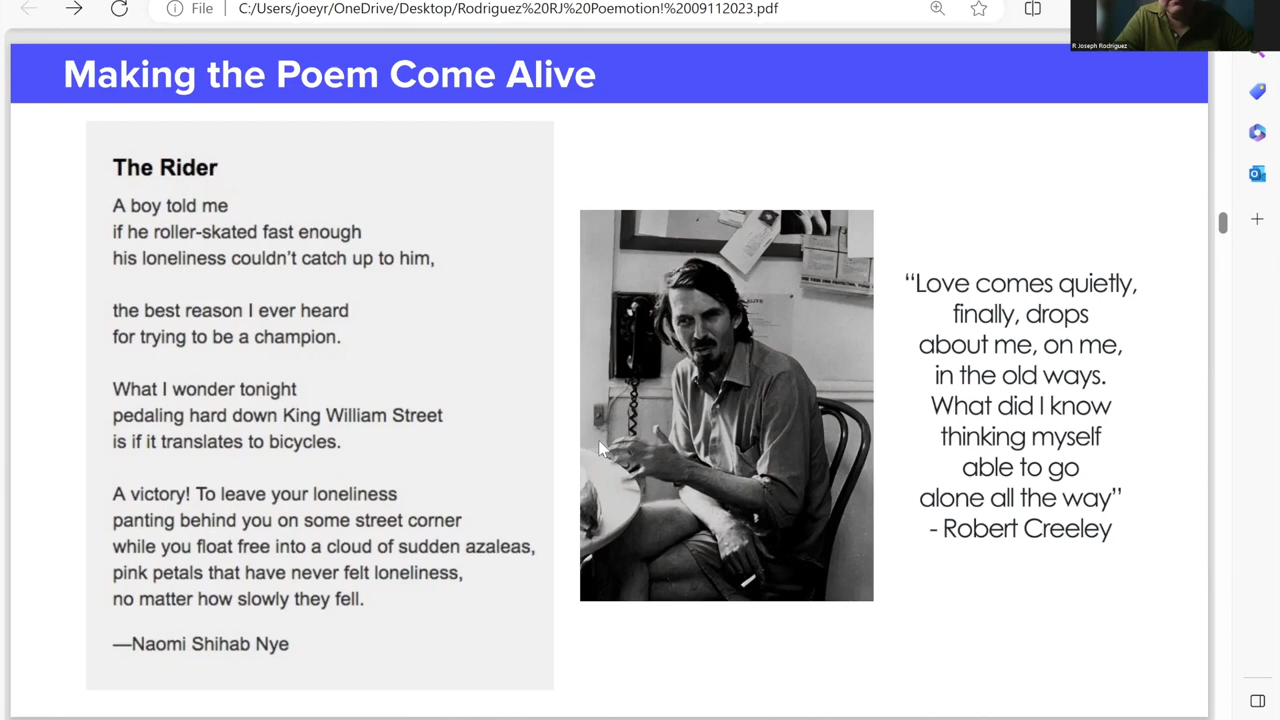 File
C:/Users/joeyr/OneDrive/Desktop/Rodriguez%20RJ%20Poemotion!%2009112023.pdf
R Joseph Rodriguez
Making the Poem Come Alive
The Rider
A boy told me
if he roller-skated fast enough
his loneliness couldn’t catch up to him,
the best reason I ever heard
for trying to be a champion.
What I wonder tonight
pedaling hard down King William Street
is if it translates to bicycles.
A victory! To leave your loneliness
panting behind you on some street corner
while you float free into a cloud of sudden azaleas,
pink petals that have never felt loneliness,
no matter how slowly they fell.
—Naomi Shihab Nye
“Love comes quietly,
finally, drops
about me, on me,
in the old ways.
What did I know
thinking myself
able to go
alone all the way”
- Robert Creeley